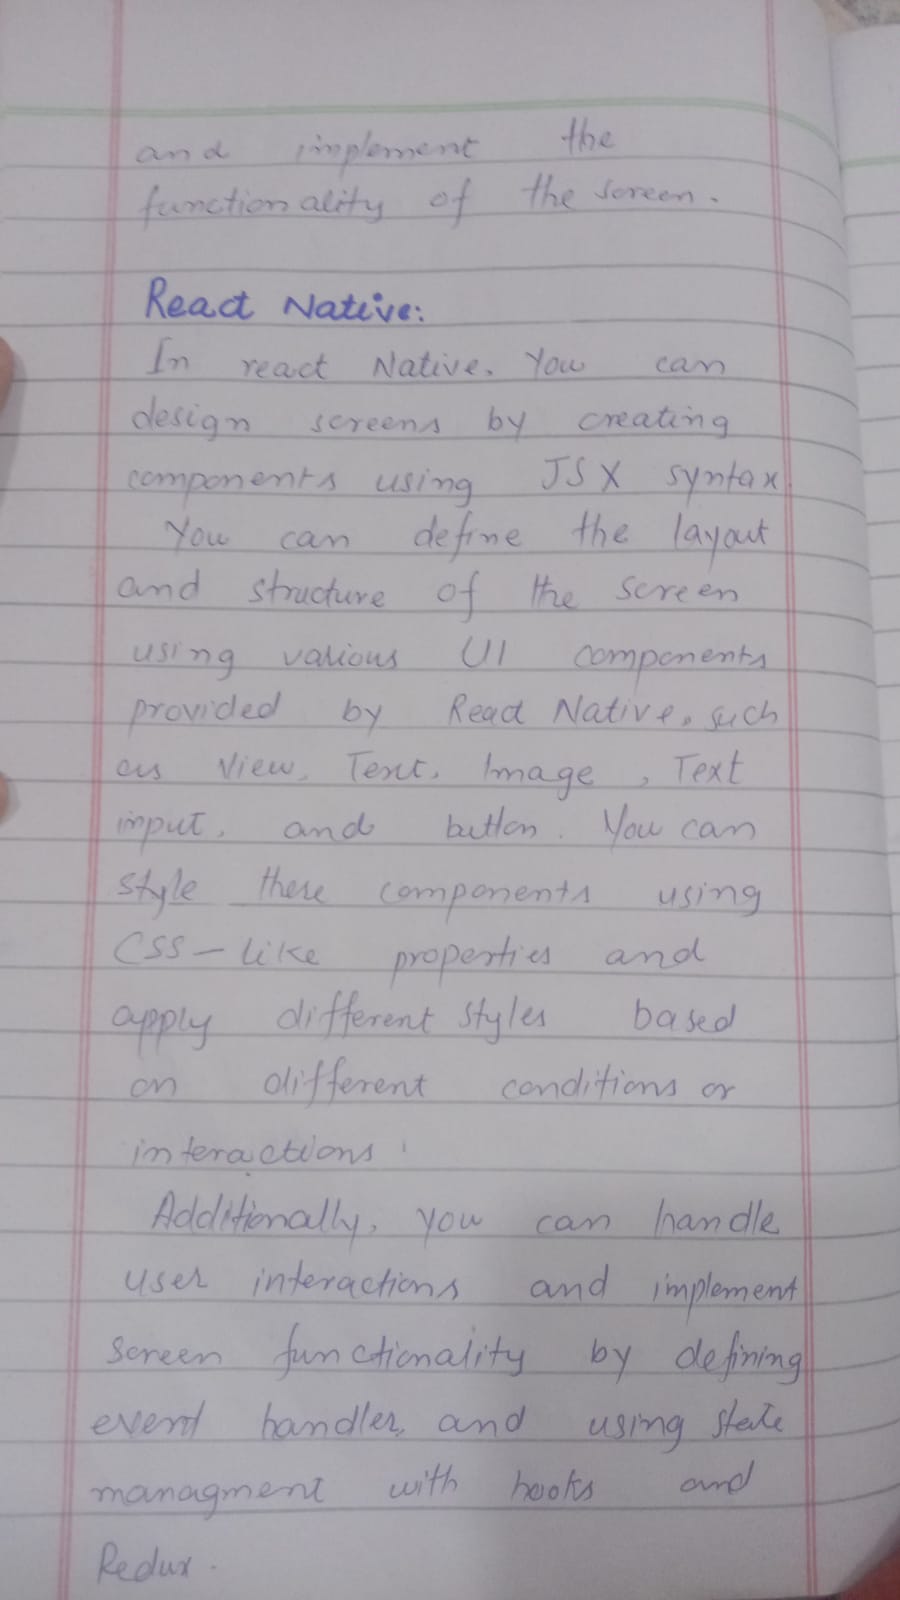 and implement the
functionality of the screen.
React Native:
In react Native, You can
design screens by creating
components using JSX syntax
You can define the layout
and structure of the screen
using various UI components
provided by React Native, such
as View, Text, Image, Text
input, and button. You can
style these components using
CSS-like properties and
apply different styles based
on different conditions or
interactions.
Additionally, you can handle
user interactions and implement
screen functionality by defining
event handler, and using state
managment with hooks and
Redux.